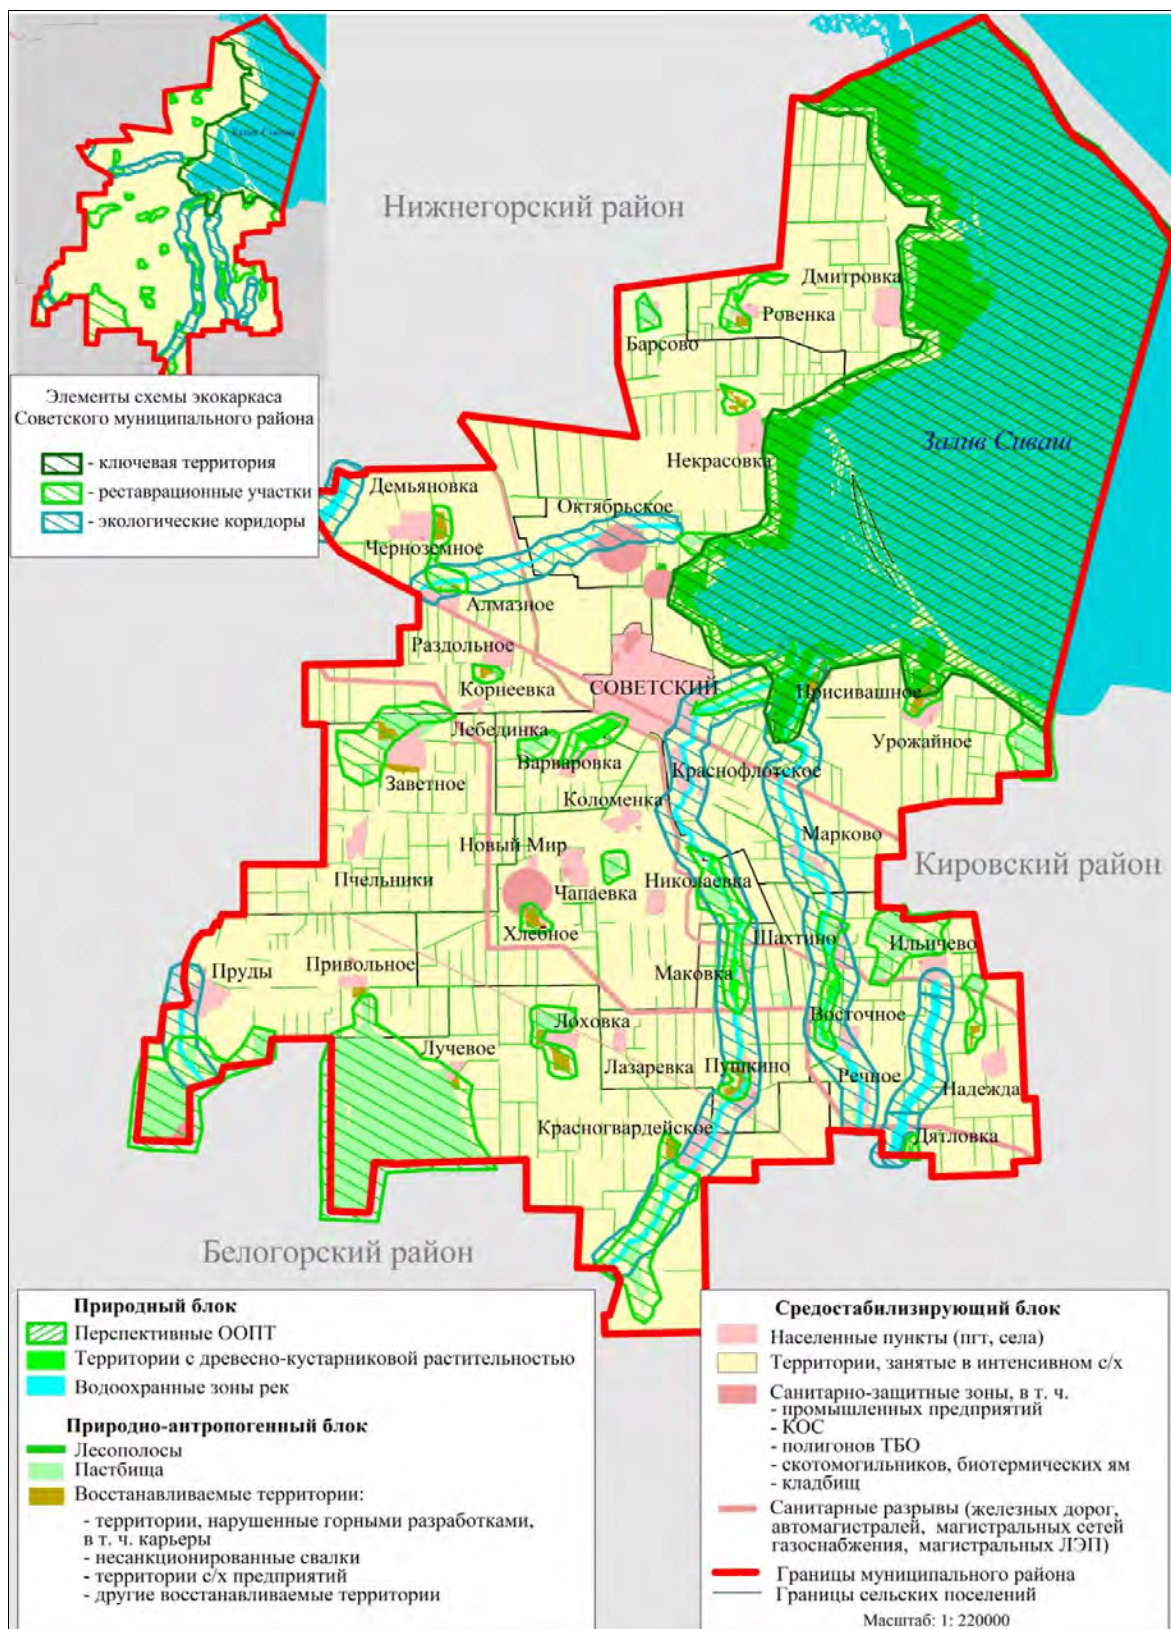 Залив Сиваш
Нижнегорский район
Дмитровка
Ровенка
Барсово
Элементы схемы экокаркаса
Советского муниципального района
- ключевая территория
- реставрационные участки
- экологические коридоры
Залив Сиваш
Некрасовка
Демьяновка
Октябрьское
Черноземное
Алмазное
Раздольное
Корнеевка
СОВЕТСКИЙ
Присивашное
Лебединка
Урожайное
Варваровка
Краснофлотское
Заветное
Коломенка
Марково
Новый Мир
Кировский район
Пчельники
Чапаевка
Николаевка
Хлебное
Шахтино
Ильичево
Пруды
Привольное
Маковка
Лоховка
Восточное
Лучевое
Лазаревка
Пушкино
Речное
Надежда
Красногвардейское
Дятловка
Белогорский район
Природный блок
Перспективные ООПТ
Территории с древесно-кустарниковой растительностью
Водоохранные зоны рек
Природно-антропогенный блок
Лесополосы
Пастбища
Восстанавливаемые территории:
- территории, нарушенные горными разработками,
в т. ч. карьеры
- несанкционированные свалки
- территории с/х предприятий
- другие восстанавливаемые территории
Средостабилизирующий блок
Населенные пункты (пгт, села)
Территории, занятые в интенсивном с/х
Санитарно-защитные зоны, в т. ч.
- промышленных предприятий
- КОС
- полигонов ТБО
- скотомогильников, биотермических ям
- кладбищ
Санитарные разрывы (железных дорог,
автомагистралей, магистральных сетей
газоснабжения, магистральных ЛЭП)
Границы муниципального района
Границы сельских поселений
Масштаб: 1: 220000